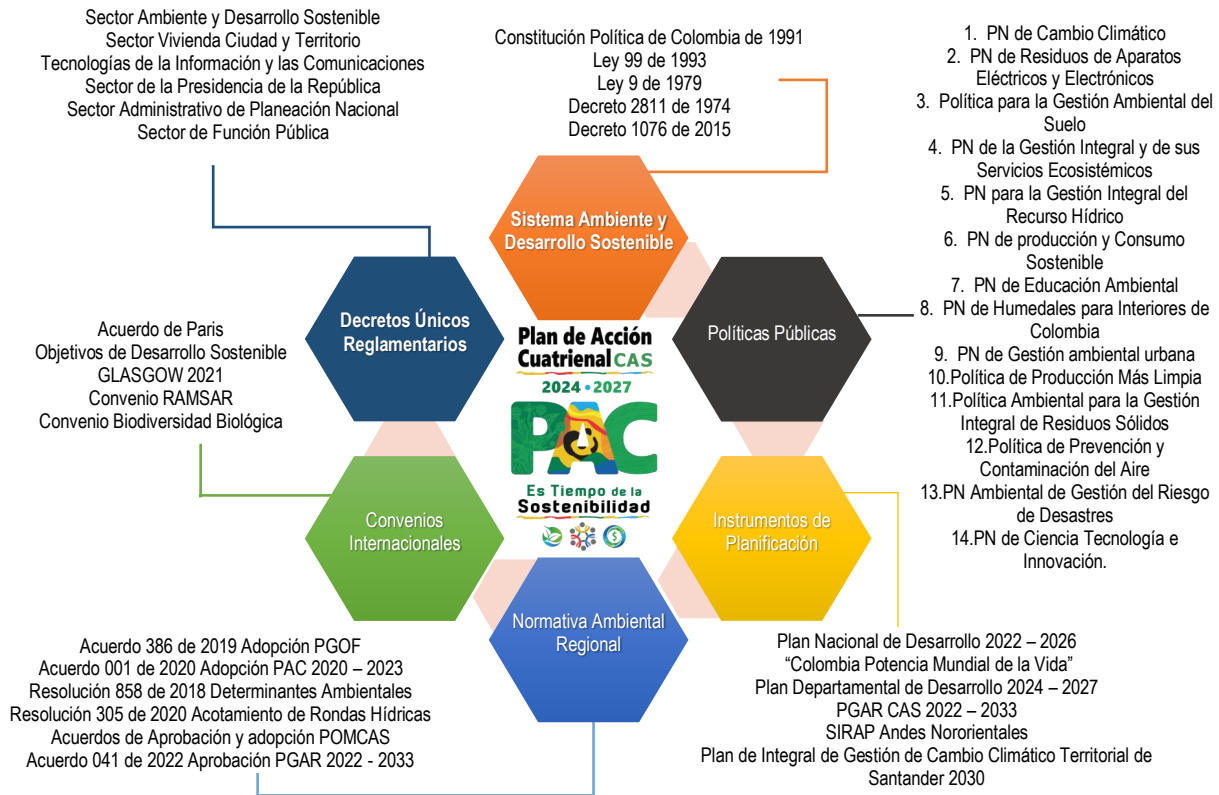 Sector Ambiente y Desarrollo Sostenible
Sector Vivienda Ciudad y Territorio
Tecnologías de la Información y las Comunicaciones
Sector de la Presidencia de la República
Sector Administrativo de Planeación Nacional
Sector de Función Pública
Constitución Política de Colombia de 1991
Ley 99 de 1993
Ley 9 de 1979
Decreto 2811 de 1974
Decreto 1076 de 2015
1. PN de Cambio Climático
2. PN de Residuos de Aparatos
Eléctricos y Electrónicos
3. Política para la Gestión Ambiental del
Suelo
4. PN de la Gestión Integral y de sus
Servicios Ecosistémicos
5. PN para la Gestión Integral del
Recurso Hídrico
6. PN de producción y Consumo
Sostenible
7. PN de Educación Ambiental
8. PN de Humedales para Interiores de
Colombia
9. PN de Gestión ambiental urbana
10.Política de Producción Más Limpia
11.Política Ambiental para la Gestión
Integral de Residuos Sólidos
12.Política de Prevención y
Contaminación del Aire
13.PN Ambiental de Gestión del Riesgo
de Desastres
14.PN de Ciencia Tecnología e
Innovación.
Sistema Ambiente y
Desarrollo Sostenible
Decretos Únicos
Reglamentarios
Políticas Públicas
Plan de Acción
Cuatrienal CAS
2024 • 2027
PAC
Es Tiempo de la
Sostenibilidad
Acuerdo de Paris
Objetivos de Desarrollo Sostenible
GLASGOW 2021
Convenio RAMSAR
Convenio Biodiversidad Biológica
Convenios
Internacionales
Instrumentos de
Planificación
Normativa Ambiental
Regional
Acuerdo 386 de 2019 Adopción PGOF
Acuerdo 001 de 2020 Adopción PAC 2020 – 2023
Resolución 858 de 2018 Determinantes Ambientales
Resolución 305 de 2020 Acotamiento de Rondas Hídricas
Acuerdos de Aprobación y adopción POMCAS
Acuerdo 041 de 2022 Aprobación PGAR 2022 - 2033
Plan Nacional de Desarrollo 2022 – 2026
“Colombia Potencia Mundial de la Vida”
Plan Departamental de Desarrollo 2024 – 2027
PGAR CAS 2022 – 2033
SIRAP Andes Nororientales
Plan de Integral de Gestión de Cambio Climático Territorial de
Santander 2030